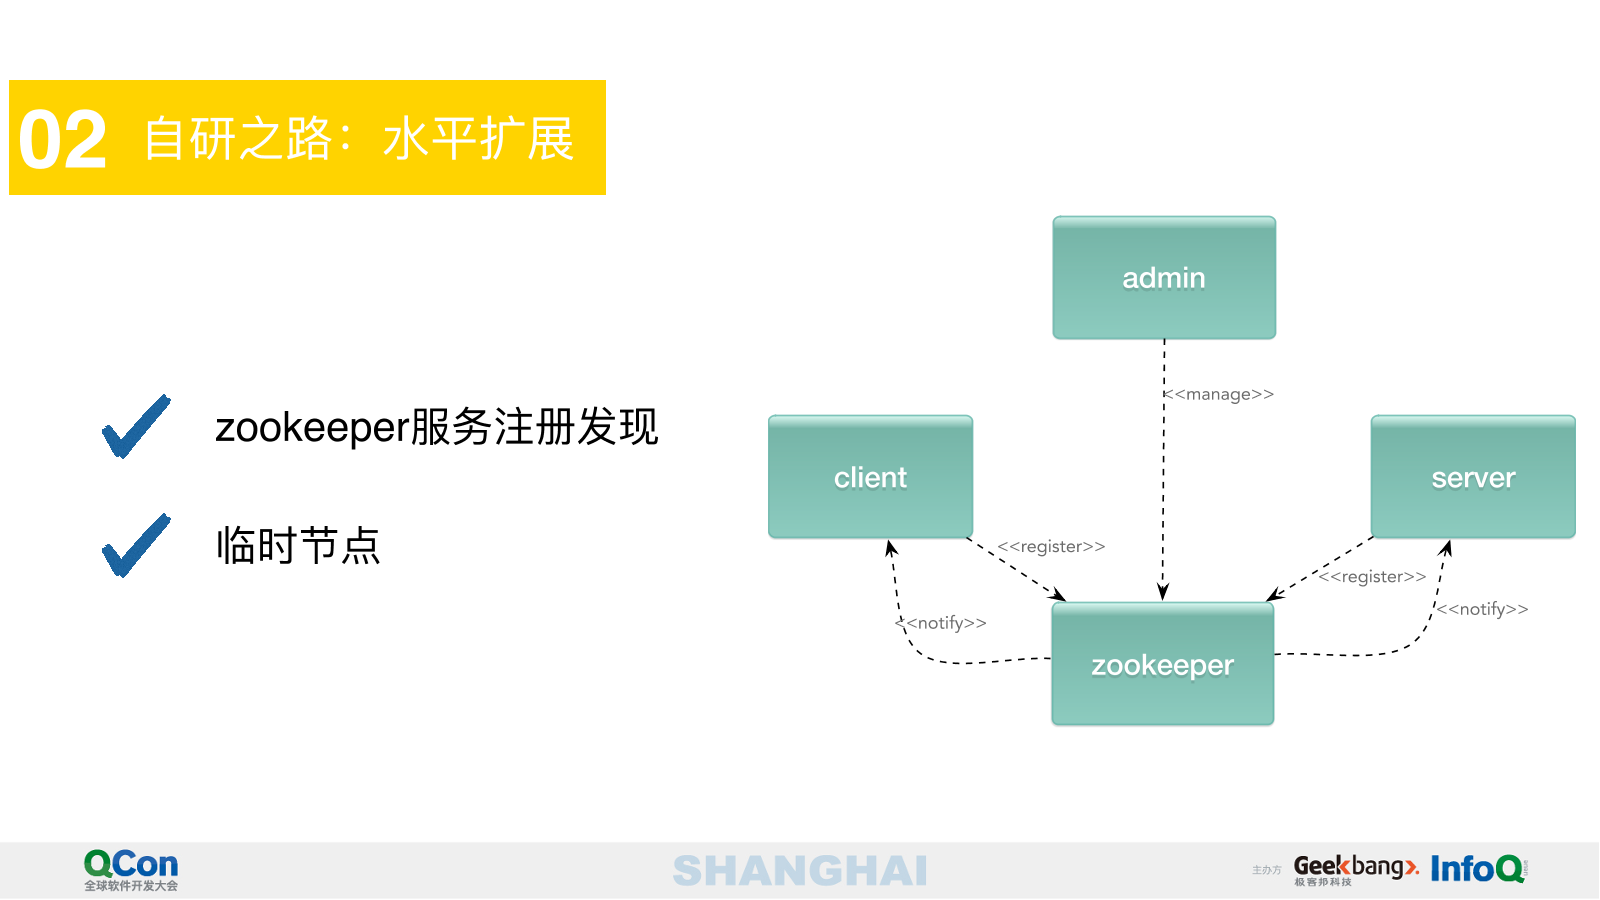 02 自研之路：水平扩展
zookeeper服务注册发现
临时节点
admin
<<manage>>
client
server
<<register>>
<<register>>
<<notify>>
<<notify>>
zookeeper
QCon
全球软件开发大会
SHANGHAI
主办方
Geekbang
极客邦科技
InfoQ